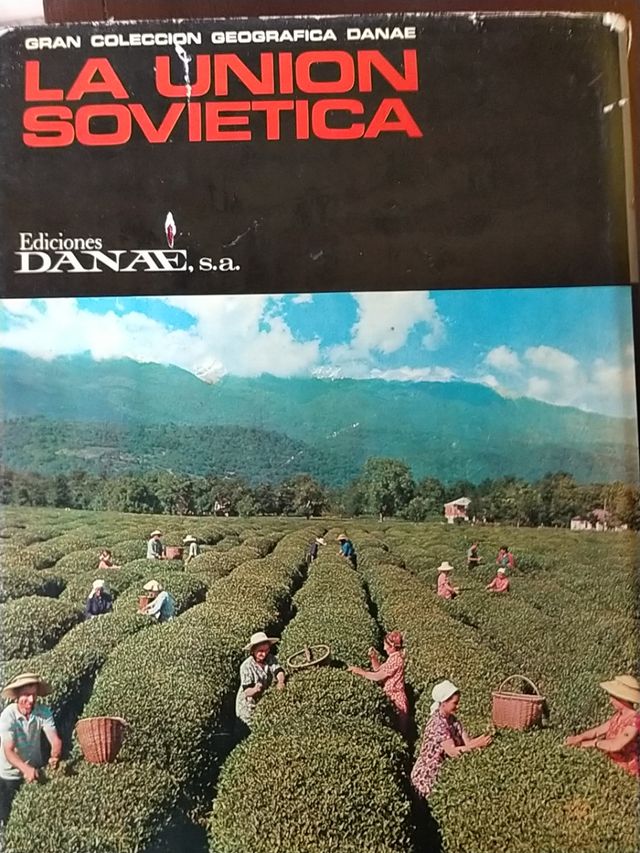 GRAN COLECCION GEOGRAFICA DANAE
LA UNION
SOVIETICA
Ediciones
DANAE, s.a.